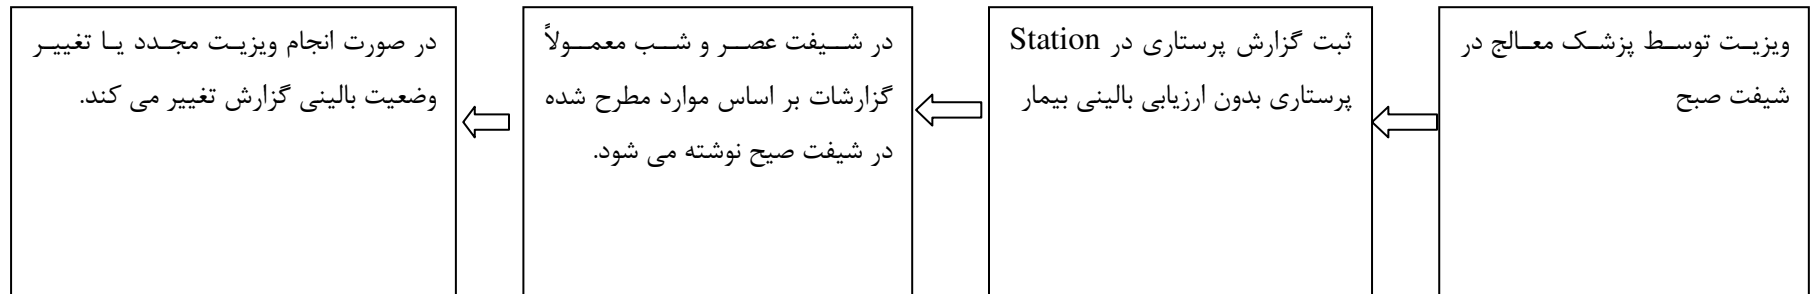 ویزیت توسط پزشک معالج در
شیفت صبح
ثبت گزارش پرستاری در Station
پرستاری بدون ارزیابی بالینی بیمار
در شیفت عصر و شب معمولاً
گزارشات بر اساس موارد مطرح شده
در شیفت صیح نوشته می شود.
در صورت انجام ویزیت مجدد یا تغییر
وضعیت بالینی گزارش تغییر می کند.